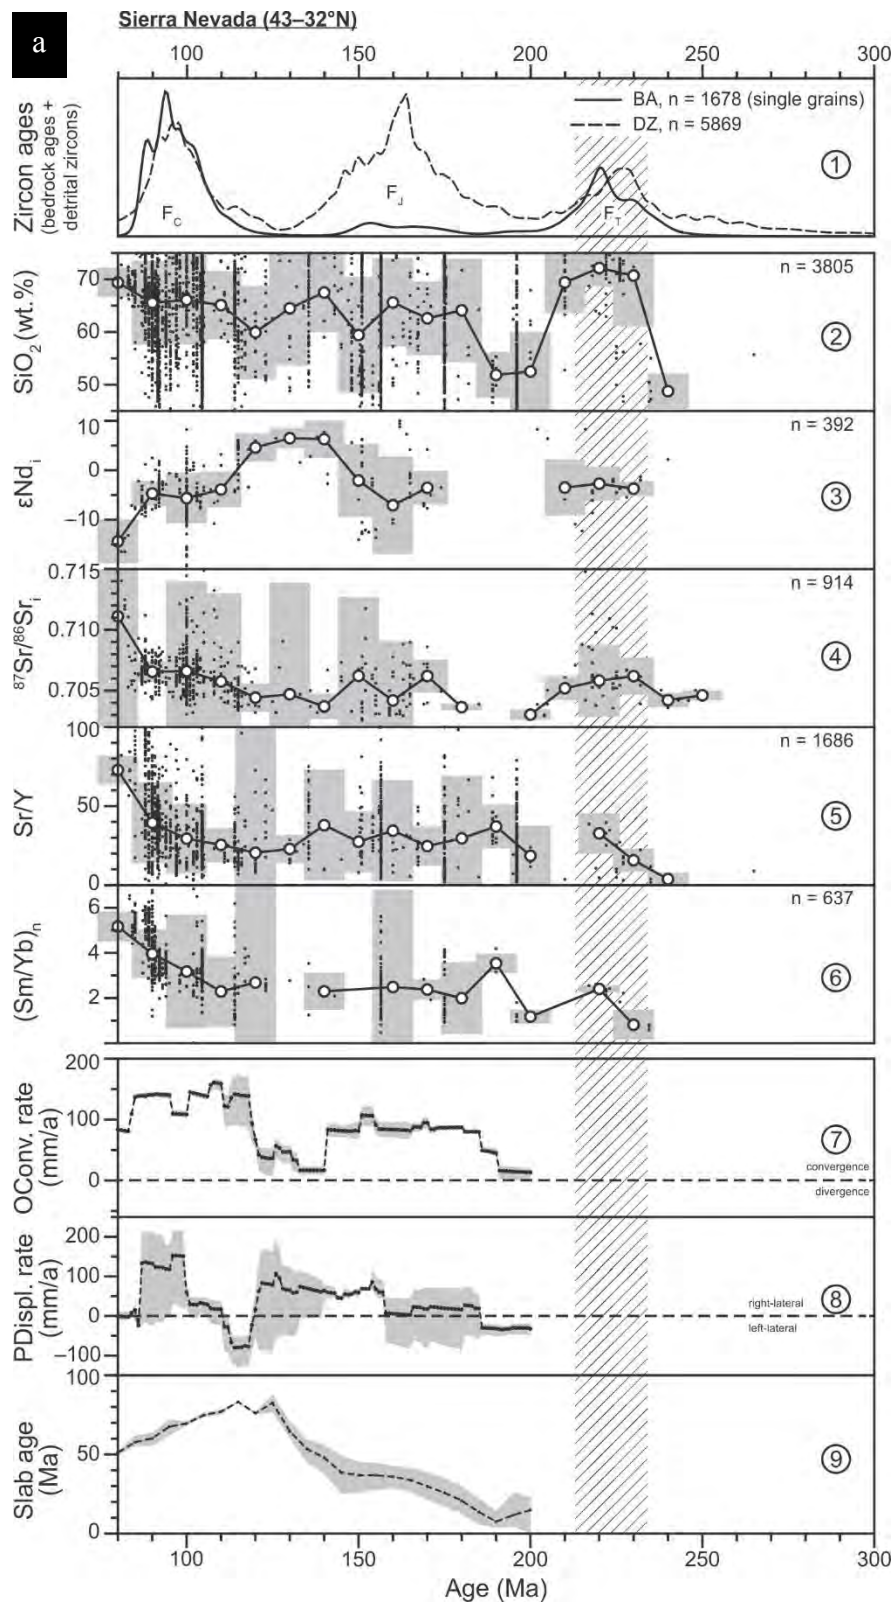 Sierra Nevada (43–32°N)
a
100 150 200 250 300
Zircon ages
(bedrock ages +
detrital zircons)
BA, n = 1678 (single grains)
DZ, n = 5869
F_C
F_J
F_T
1
SiO₂ (wt.%)
70
60
50
n = 3805
2
εNd_i
10
0
–10
n = 392
3
⁸⁷Sr/⁸⁶Sr_i
0.715
0.710
0.705
n = 914
4
Sr/Y
100
50
0
n = 1686
5
(Sm/Yb)_n
6
4
2
n = 637
6
OConv. rate
(mm/a)
200
100
0
convergence
divergence
7
PDispl. rate
(mm/a)
200
100
0
–100
right-lateral
left-lateral
8
Slab age
(Ma)
100
50
0
9
100 150 200 250 300
Age (Ma)